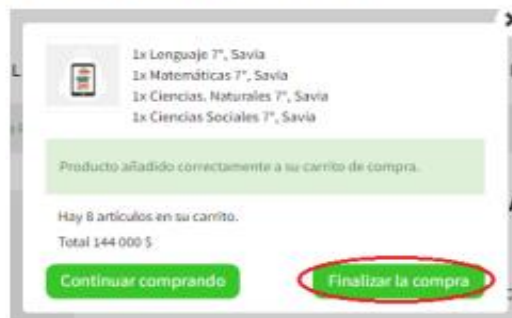 1x Lenguaje 7°, Savia
1x Matemáticas 7°, Savia
1x Ciencias. Naturales 7°, Savia
1x Ciencias Sociales 7°, Savia
Producto añadido correctamente a su carrito de compra.
Hay 8 artículos en su carrito.
Total 144 000 $
Continuar comprando
Finalizar la compra